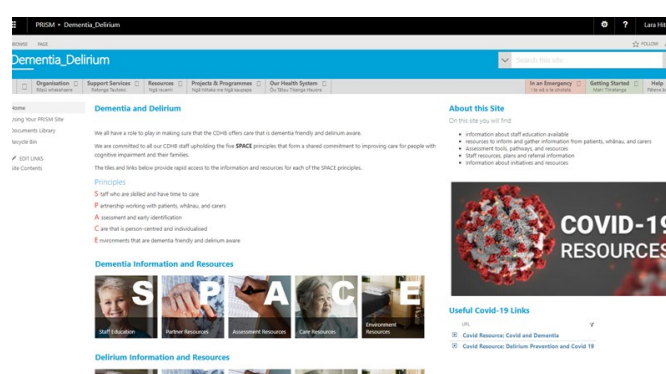 PRISM • Dementia_Delirium
?
BROWSE PAGE
FOLLOW
Dementia_Delirium
Search this site
Organisation
Support Services
Resources
Projects & Programmes
Our Health System
In an Emergency
Getting Started
Help
Home
Using Your PRISM Site
Documents Library
Recycle Bin
EDIT LINKS
Site Contents
Dementia and Delirium
We all have a role to play in making sure that the CDHB offers care that is dementia friendly and delirium aware.
We are committed to all our CDHB staff upholding the five SPACE principles that form a shared commitment to improving care for people with
cognitive impairment and their families.
The tiles and links below provide rapid access to the information and resources for each of the SPACE principles.
Principles
S taff who are skilled and have time to care
P artnership working with patients, whānau, and carers
A ssessment and early identification
C are that is person-centred and individualised
E nvironments that are dementia friendly and delirium aware
Dementia Information and Resources
S P A C E
Staff Education
Partner Resources
Assessment Resources
Care Resources
Environment
Resources
Delirium Information and Resources
About this Site
On this site you will find:
information about staff education available
resources to inform and gather information from patients, whānau, and carers
Assessment tools, pathways, and resources
Staff resources, plans and referral information
Information about initiatives and resources
COVID-19
RESOURCES
Useful Covid-19 Links
URL
Covid Resource: Covid and Dementia
Covid Resource: Delirium Prevention and Covid 19